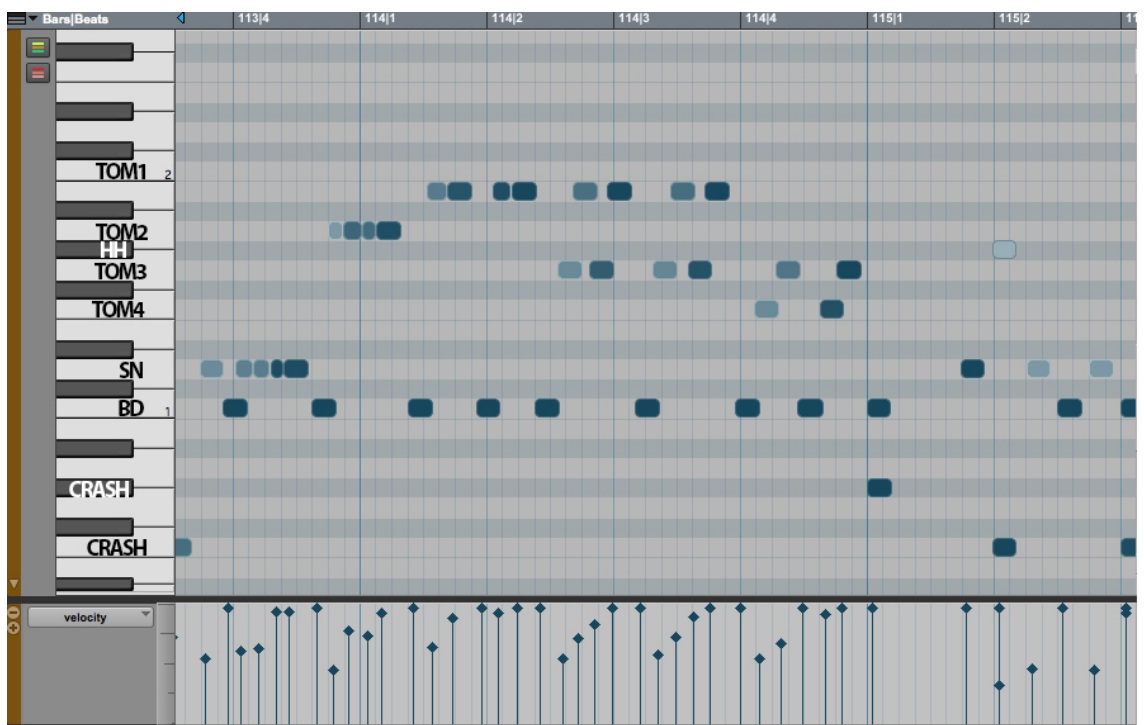 Bars|Beats 113|4 114|1 114|2 114|3 114|4 115|1 115|2 11
TOM1 2
TOM2
HH
TOM3
TOM4
SN
BD 1
CRASH
CRASH
velocity